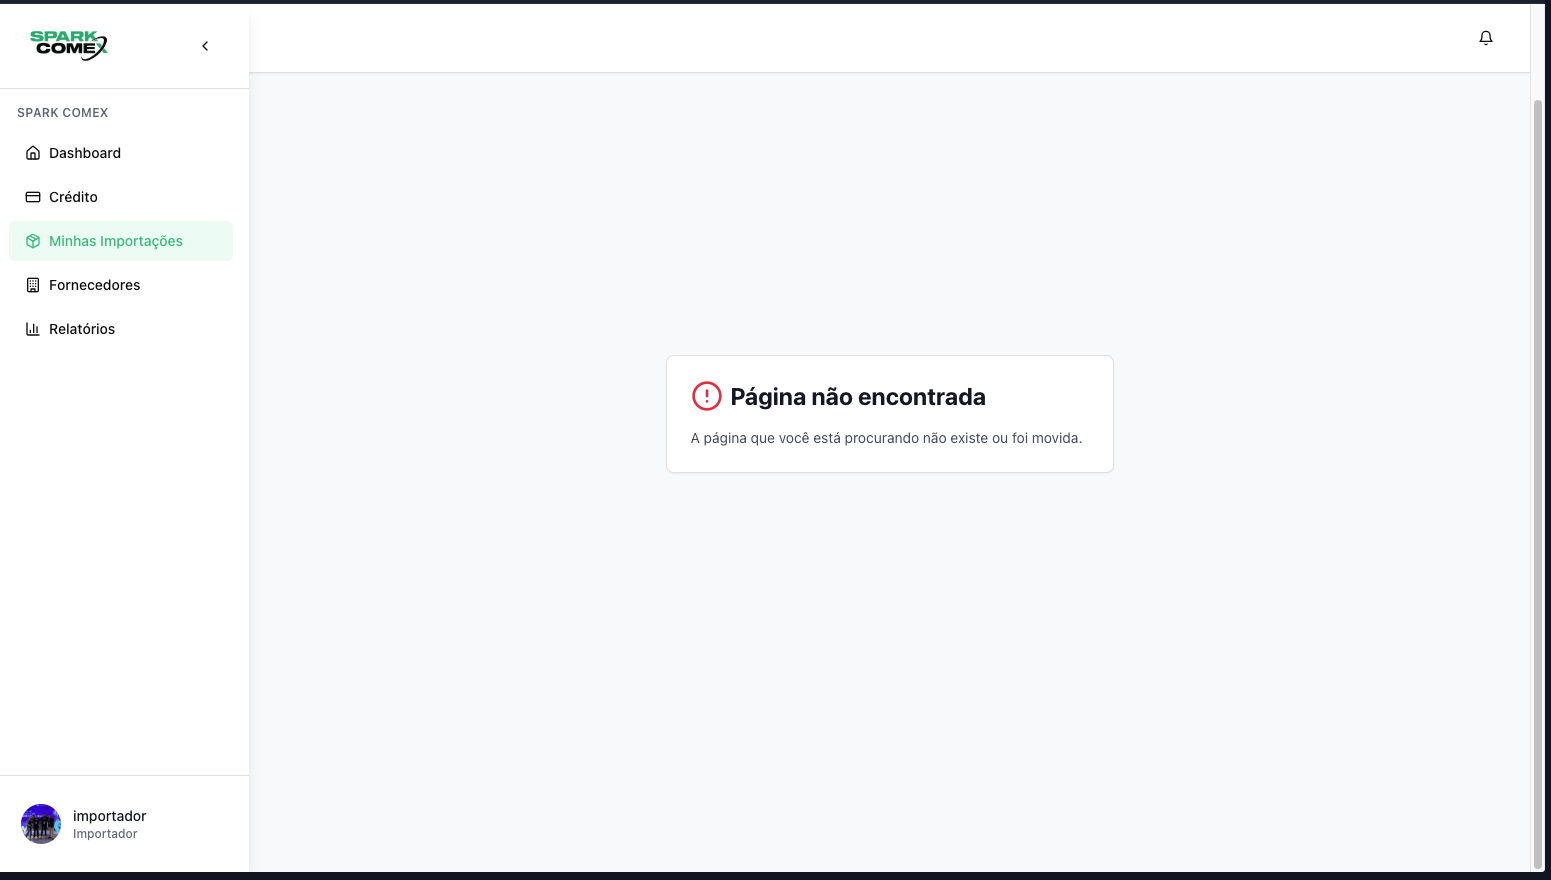 SPARK
COMEX
SPARK COMEX
Dashboard
Crédito
Minhas Importações
Fornecedores
Relatórios
Página não encontrada
A página que você está procurando não existe ou foi movida.
importador
Importador